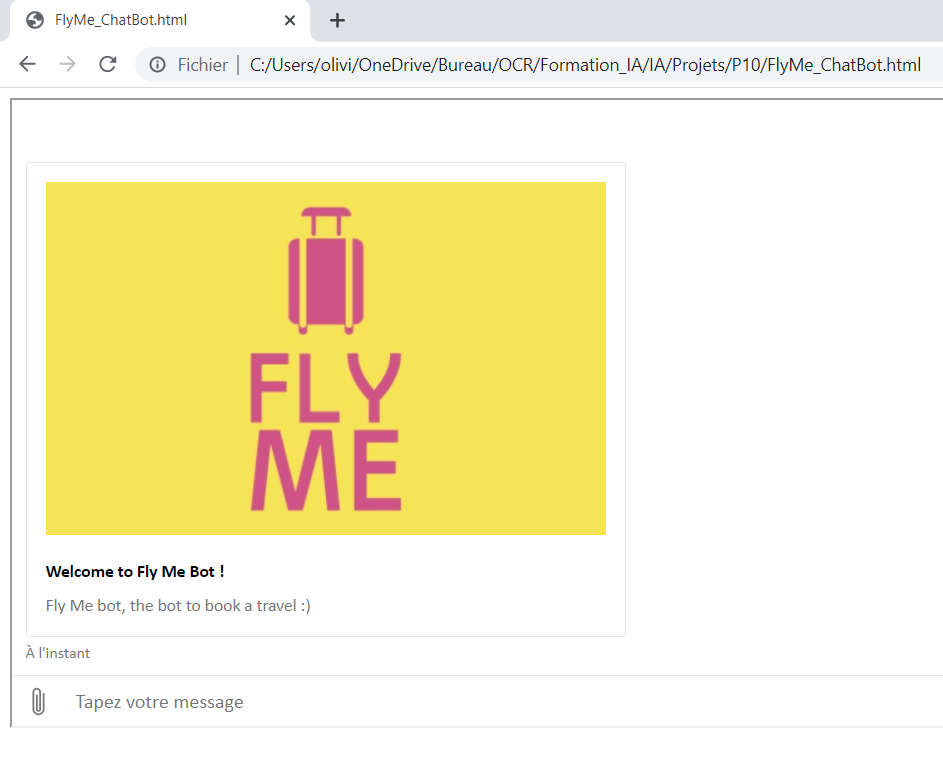 FlyMe_ChatBot.html
Fichier | C:/Users/olivi/OneDrive/Bureau/OCR/Formation_IA/IA/Projets/P10/FlyMe_ChatBot.html
FLY
ME
Welcome to Fly Me Bot !
Fly Me bot, the bot to book a travel :)
À l'instant
Tapez votre message